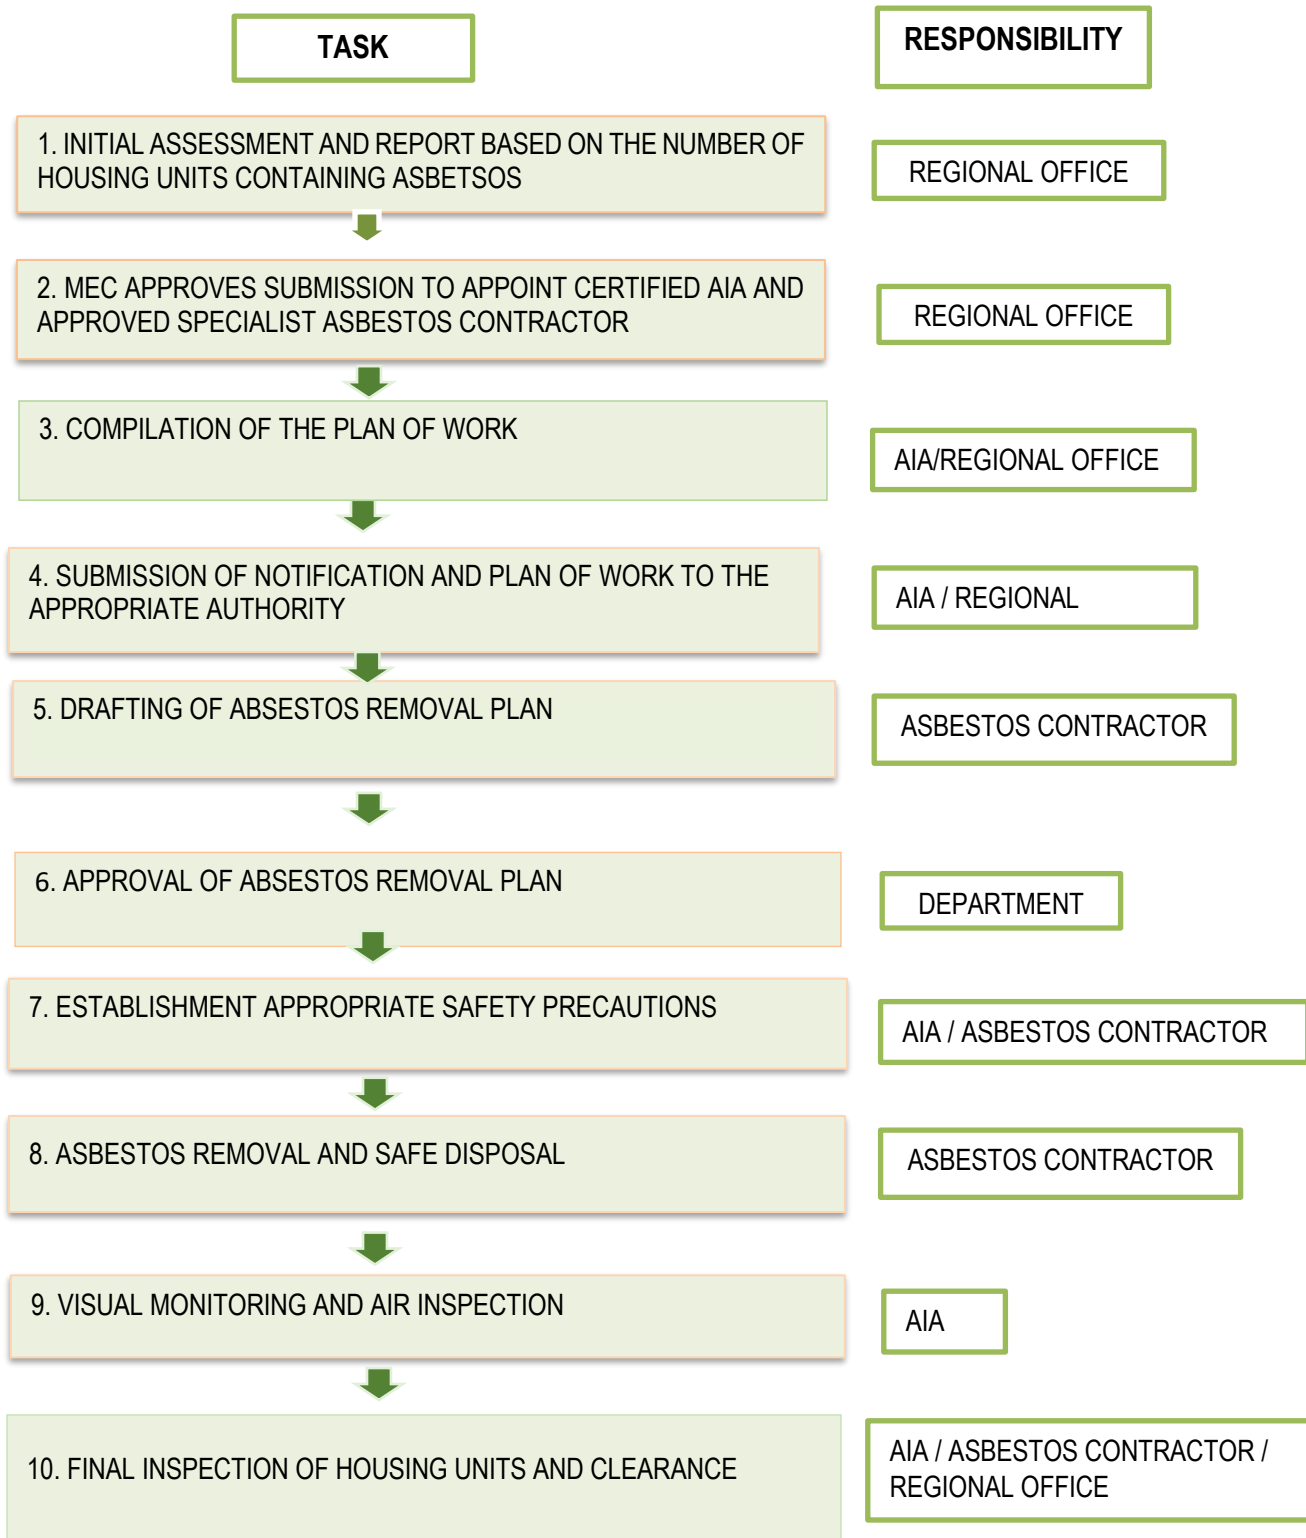 TASK
RESPONSIBILITY
1. INITIAL ASSESSMENT AND REPORT BASED ON THE NUMBER OF
HOUSING UNITS CONTAINING ASBETSOS
REGIONAL OFFICE
2. MEC APPROVES SUBMISSION TO APPOINT CERTIFIED AIA AND
APPROVED SPECIALIST ASBESTOS CONTRACTOR
REGIONAL OFFICE
3. COMPILATION OF THE PLAN OF WORK
AIA/REGIONAL OFFICE
4. SUBMISSION OF NOTIFICATION AND PLAN OF WORK TO THE
APPROPRIATE AUTHORITY
AIA / REGIONAL
5. DRAFTING OF ABSESTOS REMOVAL PLAN
ASBESTOS CONTRACTOR
6. APPROVAL OF ABSESTOS REMOVAL PLAN
DEPARTMENT
7. ESTABLISHMENT APPROPRIATE SAFETY PRECAUTIONS
AIA / ASBESTOS CONTRACTOR
8. ASBESTOS REMOVAL AND SAFE DISPOSAL
ASBESTOS CONTRACTOR
9. VISUAL MONITORING AND AIR INSPECTION
AIA
10. FINAL INSPECTION OF HOUSING UNITS AND CLEARANCE
AIA / ASBESTOS CONTRACTOR /
REGIONAL OFFICE